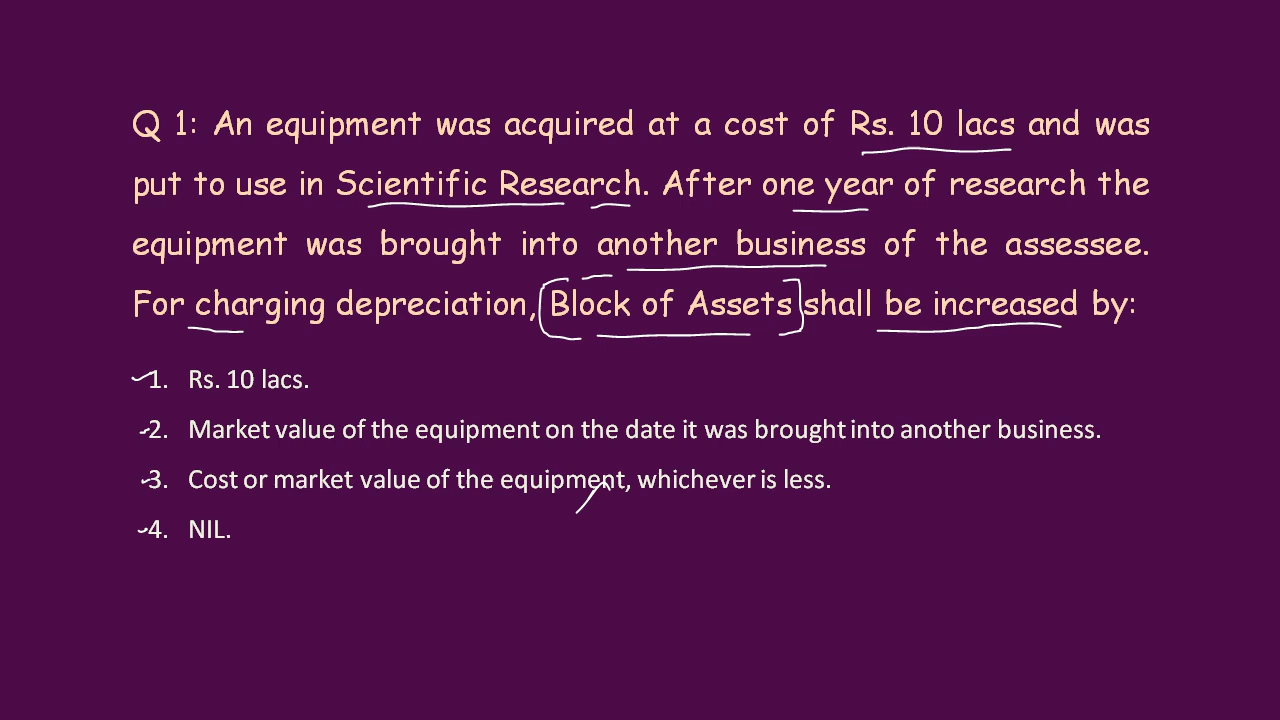 Q 1: An equipment was acquired at a cost of Rs. 10 lacs and was
put to use in Scientific Research. After one year of research the
equipment was brought into another business of the assessee.
For charging depreciation, Block of Assets shall be increased by:
1. Rs. 10 lacs.
2. Market value of the equipment on the date it was brought into another business.
3. Cost or market value of the equipment, whichever is less.
4. NIL.